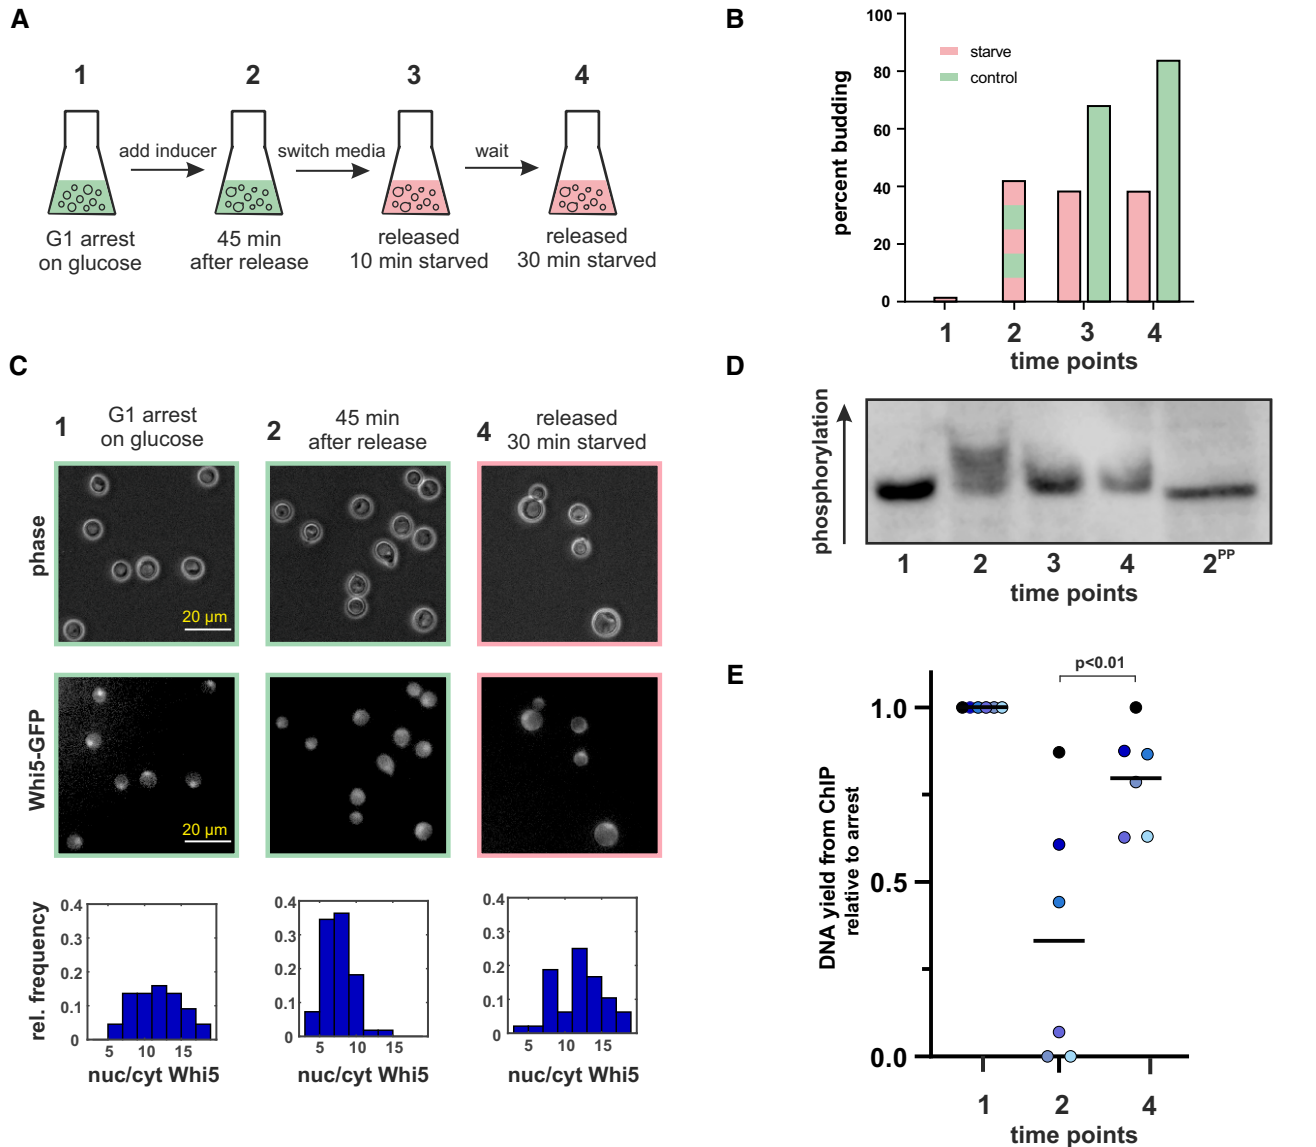 A
1
2
3
4
add inducer
switch media
wait
G1 arrest
on glucose
45 min
after release
released
10 min starved
released
30 min starved
B
percent budding
100
80
60
40
20
0
starve
control
1
2
3
4
time points
C
1
G1 arrest
on glucose
2
45 min
after release
4
released
30 min starved
phase
20 µm
Whi5-GFP
20 µm
rel. frequency
0.4
0.3
0.2
0.1
0
5
10
15
nuc/cyt Whi5
0.4
0.3
0.2
0.1
0
5
10
15
nuc/cyt Whi5
0.4
0.3
0.2
0.1
0
5
10
15
nuc/cyt Whi5
D
phosphorylation
1
2
3
4
2PP
time points
E
p<0.01
DNA yield from ChIP
relative to arrest
1.0
0.5
0.0
1
2
4
time points